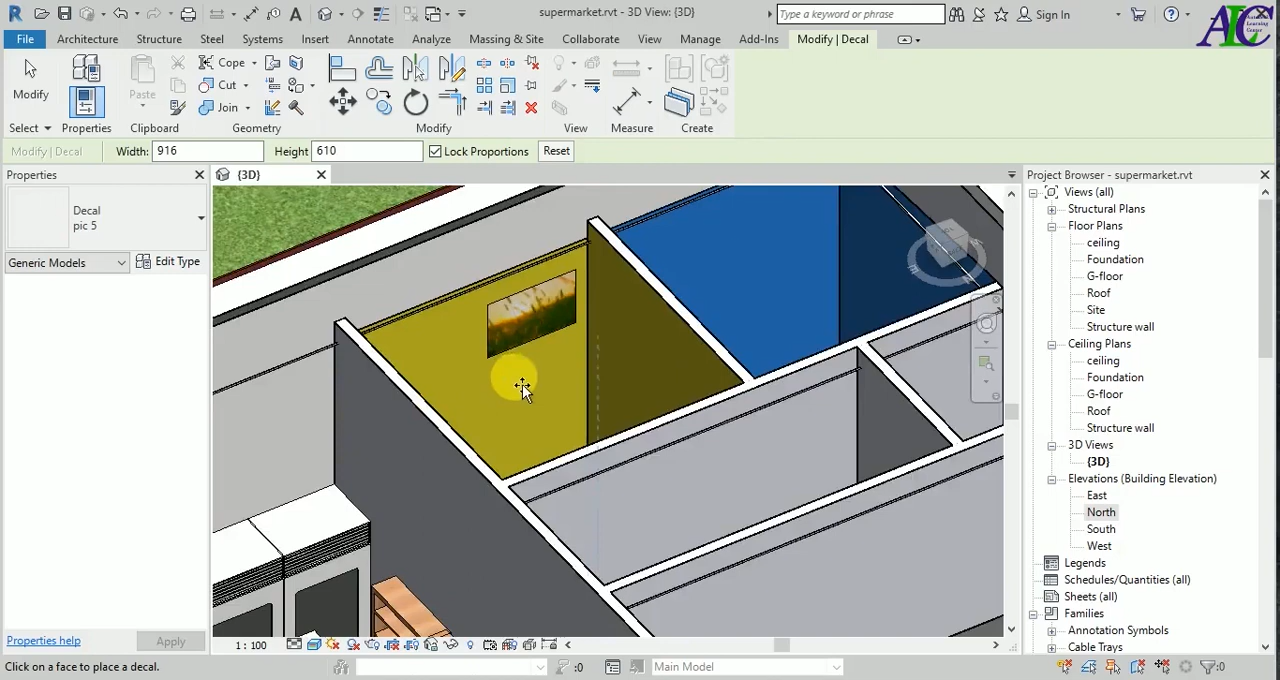 supermarket.rvt - 3D View: {3D}
Type a keyword or phrase
Sign In
ALC
File Architecture Structure Steel Systems Insert Annotate Analyze Massing & Site Collaborate View Manage Add-Ins Modify | Decal
Modify
Paste
Cope
Cut
Join
Select Properties Clipboard Geometry Modify View Measure Create
Modify | Decal Width: 916 Height 610 Lock Proportions Reset
Properties
{3D}
Project Browser - supermarket.rvt
Decal
pic 5
Generic Models
Edit Type
Views (all)
Structural Plans
Floor Plans
ceiling
Foundation
G-floor
Roof
Site
Structure wall
Ceiling Plans
ceiling
Foundation
G-floor
Roof
Structure wall
3D Views
{3D}
Elevations (Building Elevation)
East
North
South
West
Legends
Schedules/Quantities (all)
Sheets (all)
Families
Annotation Symbols
Cable Trays
Properties help
Apply
1 : 100
Click on a face to place a decal.
:0
Main Model
:0